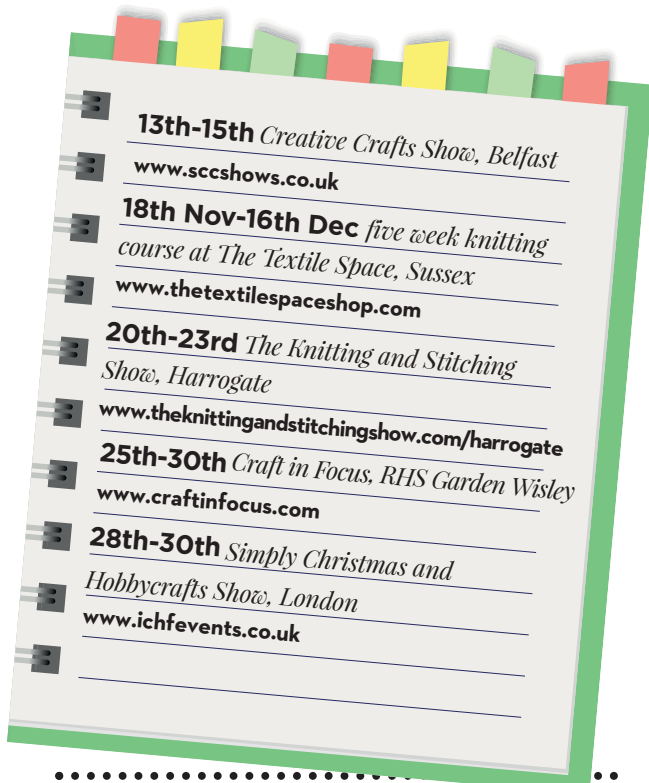 13th-15th Creative Crafts Show, Belfast
www.sccshows.co.uk
18th Nov-16th Dec five week knitting
course at The Textile Space, Sussex
www.thetextilespaceshop.com
20th-23rd The Knitting and Stitching
Show, Harrogate
www.theknittingandstitchingshow.com/harrogate
25th-30th Craft in Focus, RHS Garden Wisley
www.craftinfocus.com
28th-30th Simply Christmas and
Hobbycrafts Show, London
www.ichfevents.co.uk